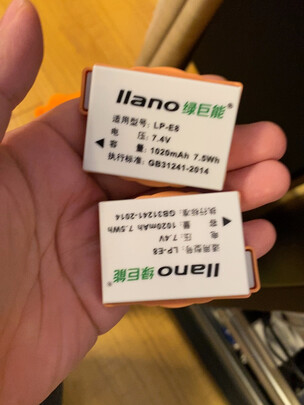 llano 绿巨能®
适用型号: LP-E8
电 压: 7.4V
容 量: 1020mAh 7.5Wh
执行标准: GB31241-2014
llano 绿巨能®
适用型号: LP-E8
电 压: 7.4V
容 量: 1020mAh 7.5Wh
执行标准: GB31241-2014